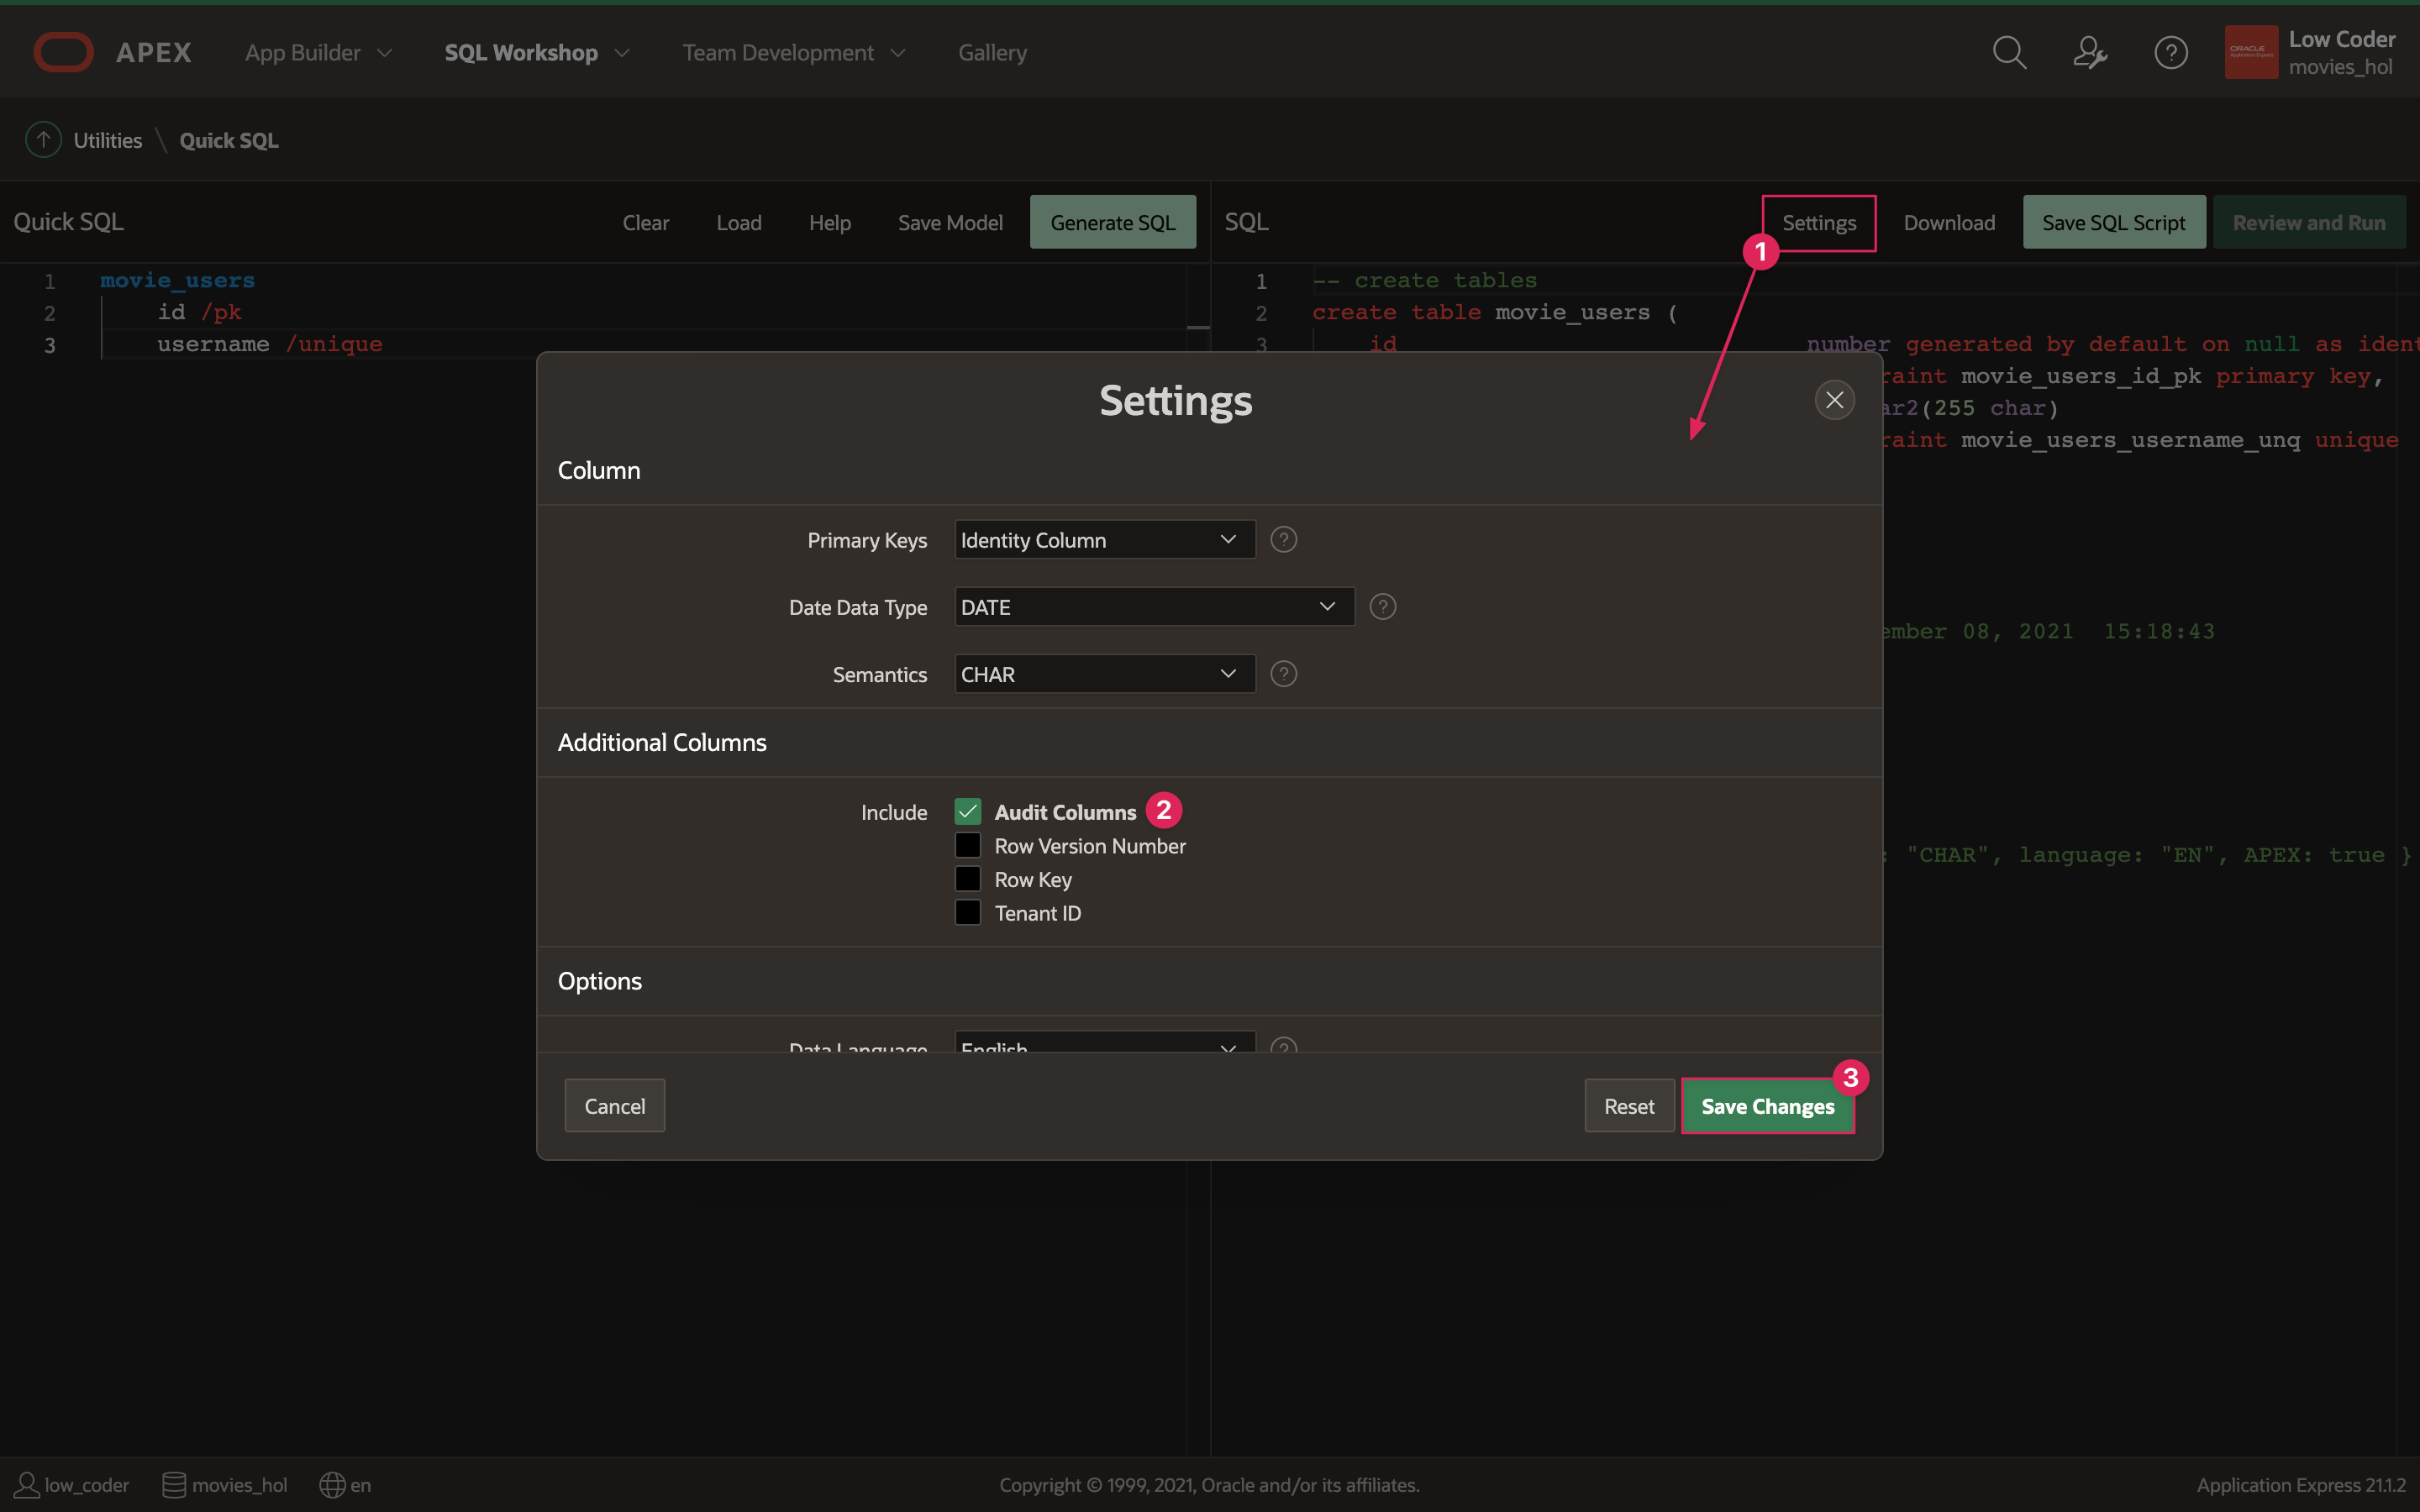 APEX App Builder SQL Workshop Team Development Gallery
ORACLE
Application Express
Low Coder
movies_hol
Utilities \ Quick SQL
Quick SQL Clear Load Help Save Model Generate SQL
SQL Settings Download Save SQL Script Review and Run
1
1 movie_users
2 id /pk
3 username /unique
1 -- create tables
2 create table movie_users (
3 id number generated by default on null as ident
raint movie_users_id_pk primary key,
ar2(255 char)
raint movie_users_username_unq unique
ember 08, 2021 15:18:43
: "CHAR", language: "EN", APEX: true }
Settings
Column
Primary Keys Identity Column ?
Date Data Type DATE ?
Semantics CHAR ?
Additional Columns
Include Audit Columns 2
Row Version Number
Row Key
Tenant ID
Options
Data Language English ?
Cancel Reset Save Changes 3
low_coder movies_hol en
Copyright © 1999, 2021, Oracle and/or its affiliates.
Application Express 21.1.2